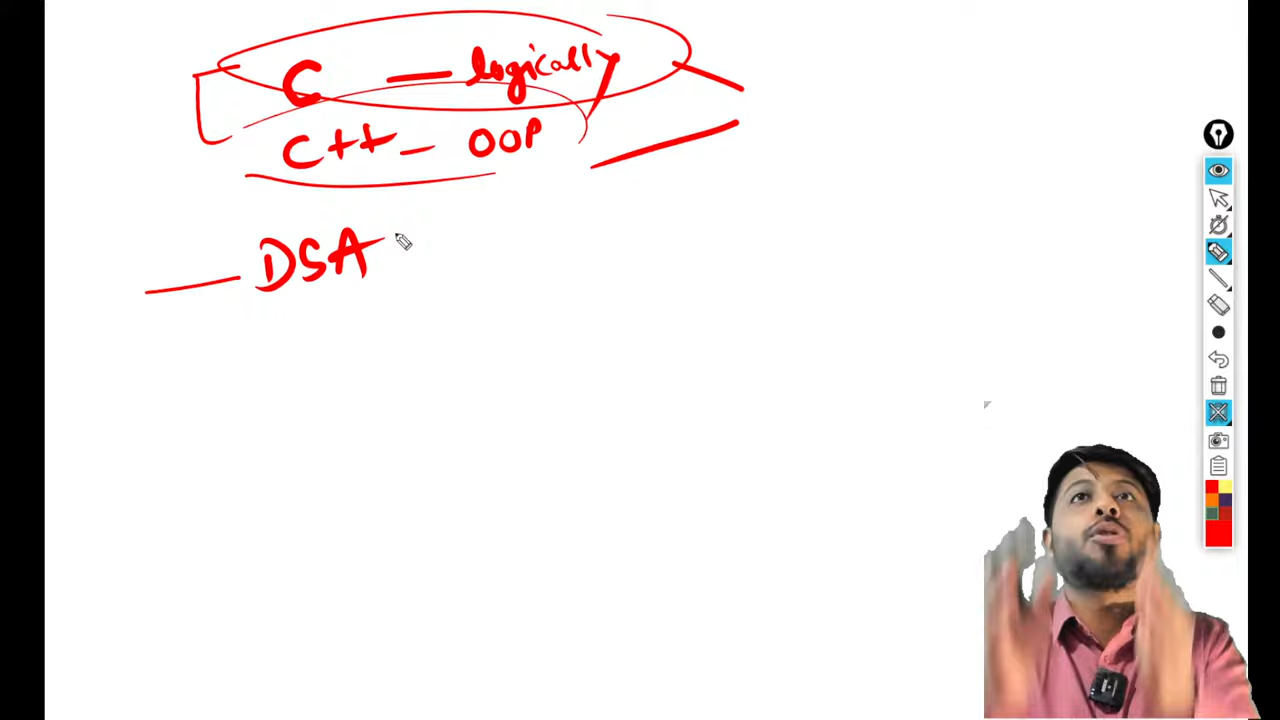 C — logically
C++ - OOP
DSA